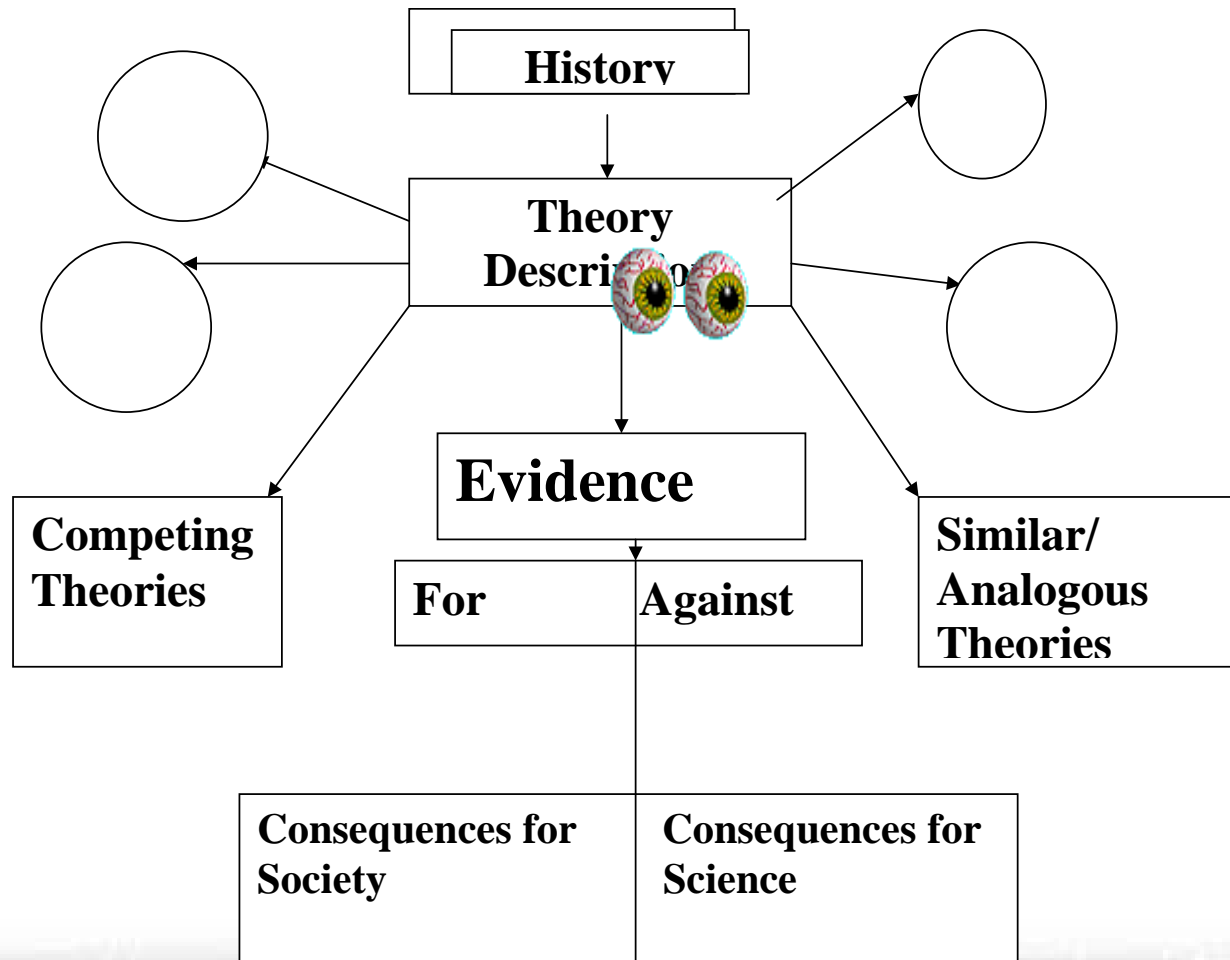 History
Theory
Evidence
Competing
Theories
For Against
Similar/
Analogous
Theories
Consequences for
Society
Consequences for
Science